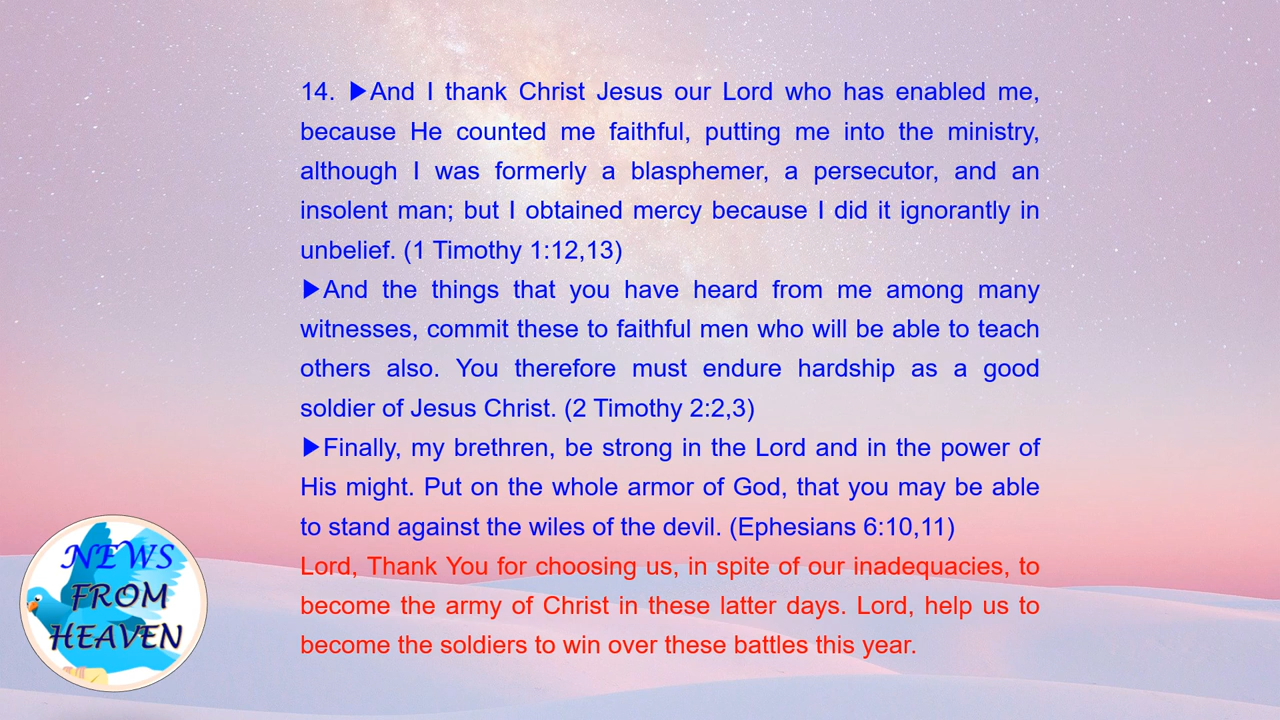 14. ▶And I thank Christ Jesus our Lord who has enabled me,
because He counted me faithful, putting me into the ministry,
although I was formerly a blasphemer, a persecutor, and an
insolent man; but I obtained mercy because I did it ignorantly in
unbelief. (1 Timothy 1:12,13)
▶And the things that you have heard from me among many
witnesses, commit these to faithful men who will be able to teach
others also. You therefore must endure hardship as a good
soldier of Jesus Christ. (2 Timothy 2:2,3)
▶Finally, my brethren, be strong in the Lord and in the power of
His might. Put on the whole armor of God, that you may be able
to stand against the wiles of the devil. (Ephesians 6:10,11)
Lord, Thank You for choosing us, in spite of our inadequacies, to
become the army of Christ in these latter days. Lord, help us to
become the soldiers to win over these battles this year.
NEWS
FROM
HEAVEN